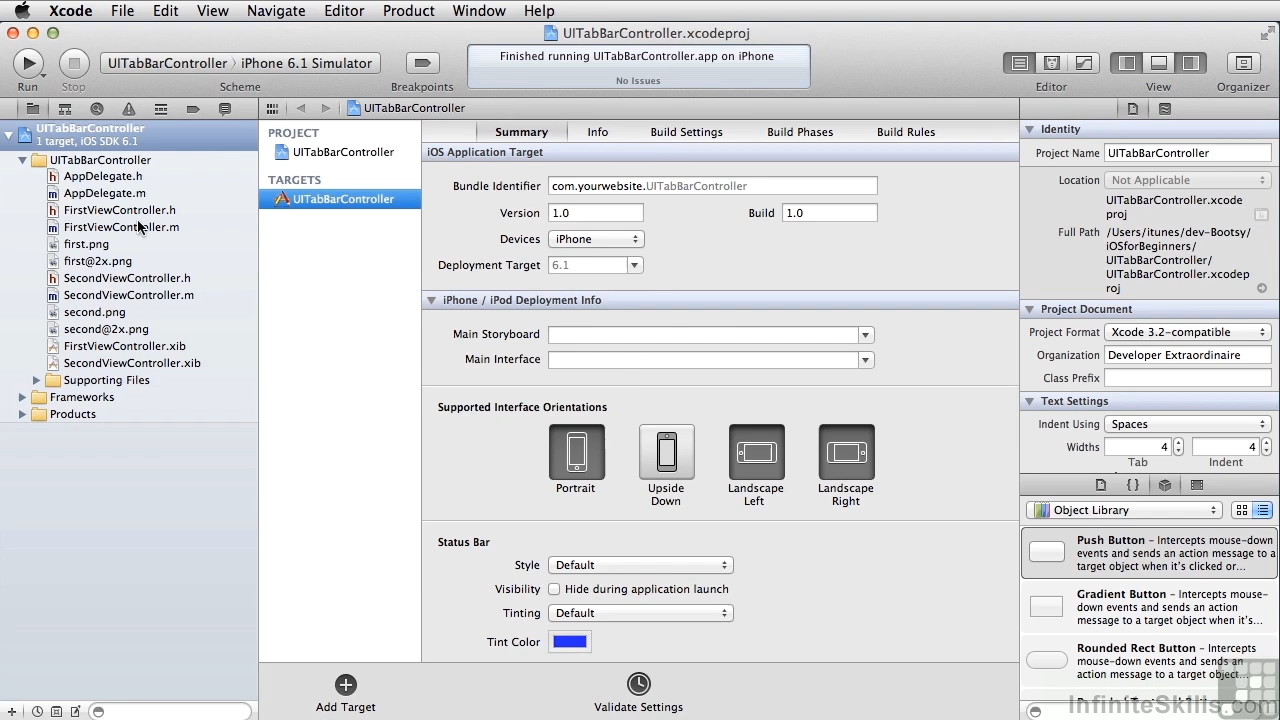 Xcode File Edit View Navigate Editor Product Window Help
UITabBarController.xcodeproj
UITabBarController › iPhone 6.1 Simulator
Finished running UITabBarController.app on iPhone
No Issues
Run Stop Scheme Breakpoints Editor View Organizer
UITabBarController
UITabBarController
1 target, iOS SDK 6.1
UITabBarController
AppDelegate.h
AppDelegate.m
FirstViewController.h
FirstViewController.m
first.png
first@2x.png
SecondViewController.h
SecondViewController.m
second.png
second@2x.png
FirstViewController.xib
SecondViewController.xib
Supporting Files
Frameworks
Products
PROJECT
UITabBarController
TARGETS
UITabBarController
Summary Info Build Settings Build Phases Build Rules
iOS Application Target
Bundle Identifier com.yourwebsite.UITabBarController
Version 1.0 Build 1.0
Devices iPhone
Deployment Target 6.1
iPhone / iPod Deployment Info
Main Storyboard
Main Interface
Supported Interface Orientations
Portrait
Upside
Down
Landscape
Left
Landscape
Right
Status Bar
Style Default
Visibility Hide during application launch
Tinting Default
Tint Color
Add Target Validate Settings
Identity
Project Name UITabBarController
Location Not Applicable
UITabBarController.xcode
proj
Full Path /Users/itunes/dev-Bootsy/
iOSforBeginners/
UITabBarController/
UITabBarController.xcodep
roj
Project Document
Project Format Xcode 3.2-compatible
Organization Developer Extraordinaire
Class Prefix
Text Settings
Indent Using Spaces
Widths 4 4
Tab Indent
{ }
Object Library
Push Button – Intercepts mouse-down
events and sends an action message to a
target object when it's clicked or...
Gradient Button – Intercepts mouse-
down events and sends an action
message to a target object when it's...
Rounded Rect Button – Intercepts
mouse-down events and sends an
action message to a target object...
InfiniteSkills.com